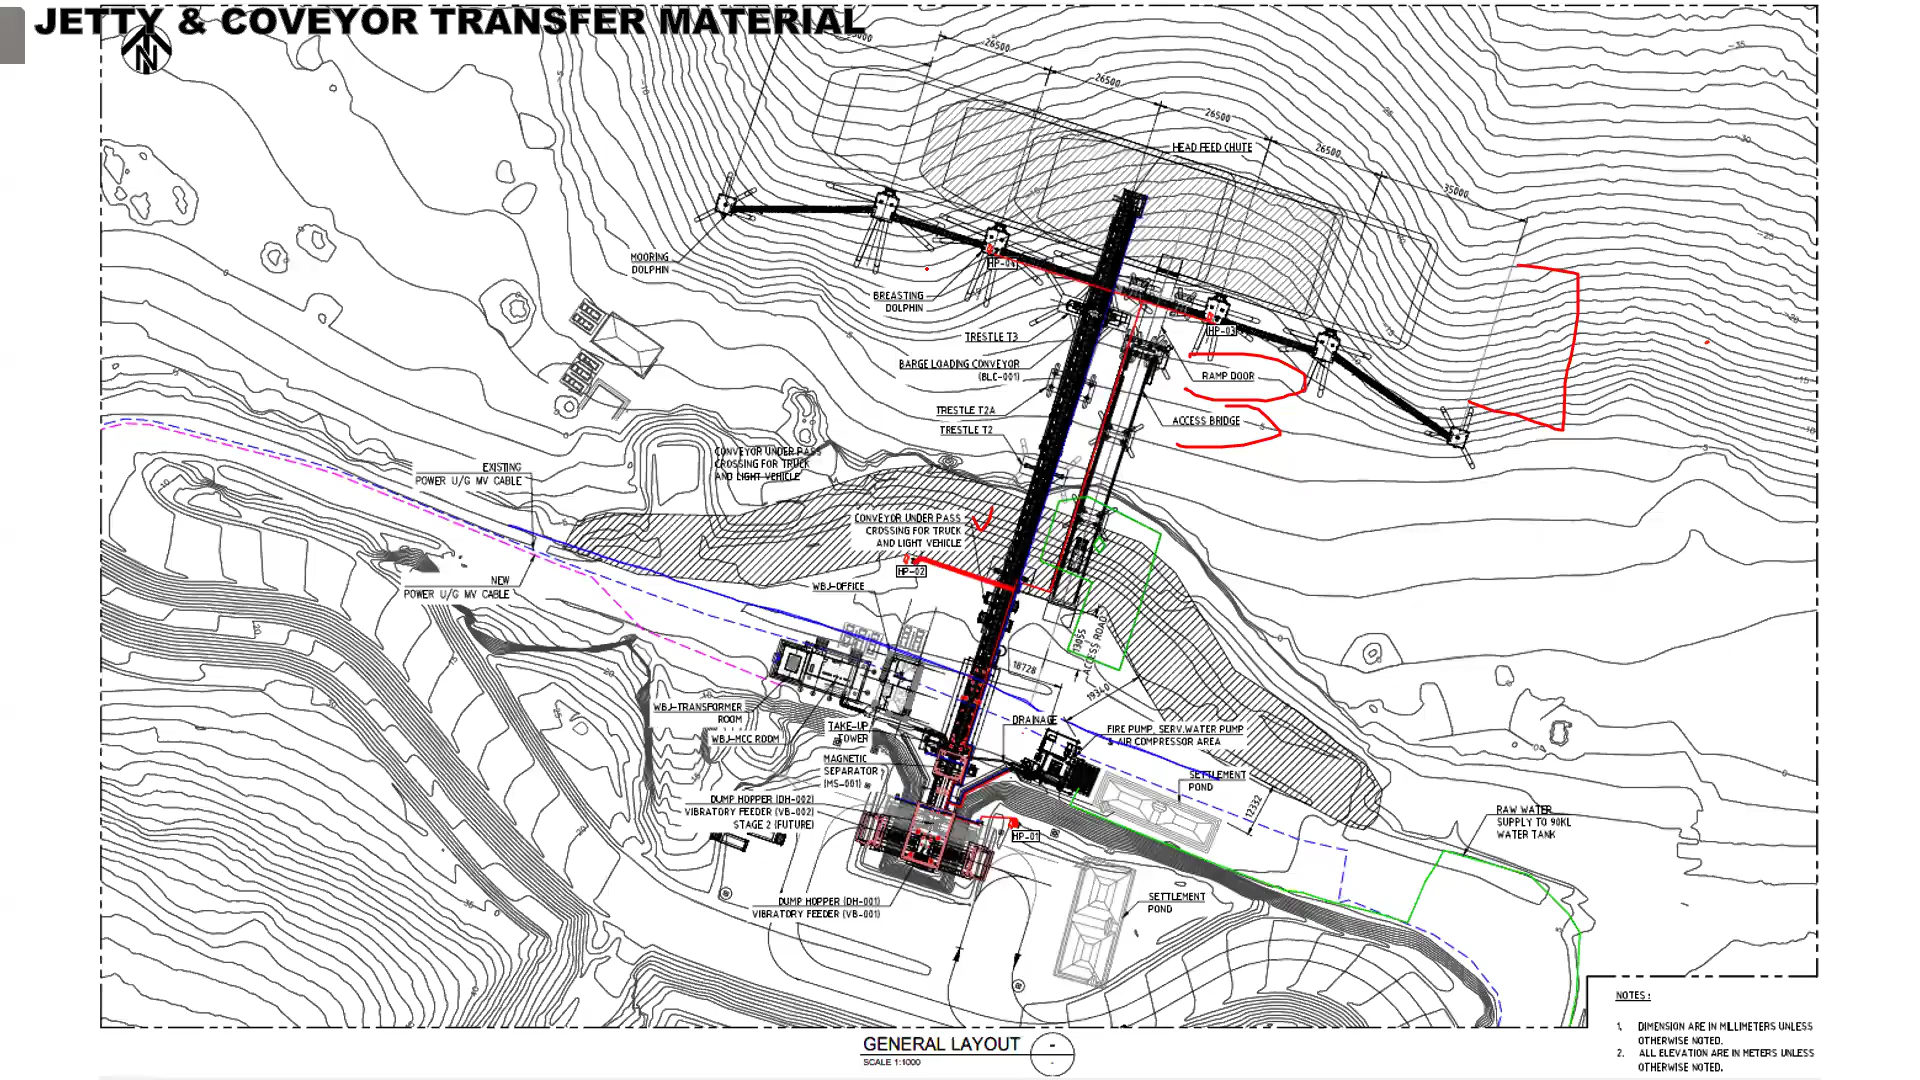 JETTY & COVEYOR TRANSFER MATERIAL
N
26500
26500
26500
26500
35000
HEAD FEED CHUTE
MOORING
DOLPHIN
HP-04
BREASTING
DOLPHIN
HP-03
TRESTLE T3
BARGE LOADING CONVEYOR
(BLC-001)
RAMP DOOR
TRESTLE T2A
ACCESS BRIDGE
TRESTLE T2
CONVEYOR UNDER PASS
CROSSING FOR TRUCK
AND LIGHT VEHICLE
EXISTING
POWER U/G MV CABLE
CONVEYOR UNDER PASS
CROSSING FOR TRUCK
AND LIGHT VEHICLE
HP-02
NEW
POWER U/G MV CABLE
WBJ-OFFICE
13055
ACCESS ROAD
18728
19340
WBJ-TRANSFORMER
ROOM
WBJ-MCC ROOM
TAKE-UP
TOWER
DRAINAGE
FIRE PUMP, SERV.WATER PUMP
& AIR COMPRESSOR AREA
MAGNETIC
SEPARATOR
(MS-001)
SETTLEMENT
POND
DUMP HOPPER (DH-002)
VIBRATORY FEEDER (VB-002)
STAGE 2 (FUTURE)
12332
HP-01
RAW WATER
SUPPLY TO 90KL
WATER TANK
DUMP HOPPER (DH-001)
VIBRATORY FEEDER (VB-001)
SETTLEMENT
POND
NOTES :
1. DIMENSION ARE IN MILLIMETERS UNLESS
OTHERWISE NOTED.
2. ALL ELEVATION ARE IN METERS UNLESS
OTHERWISE NOTED.
GENERAL LAYOUT
SCALE 1:1000